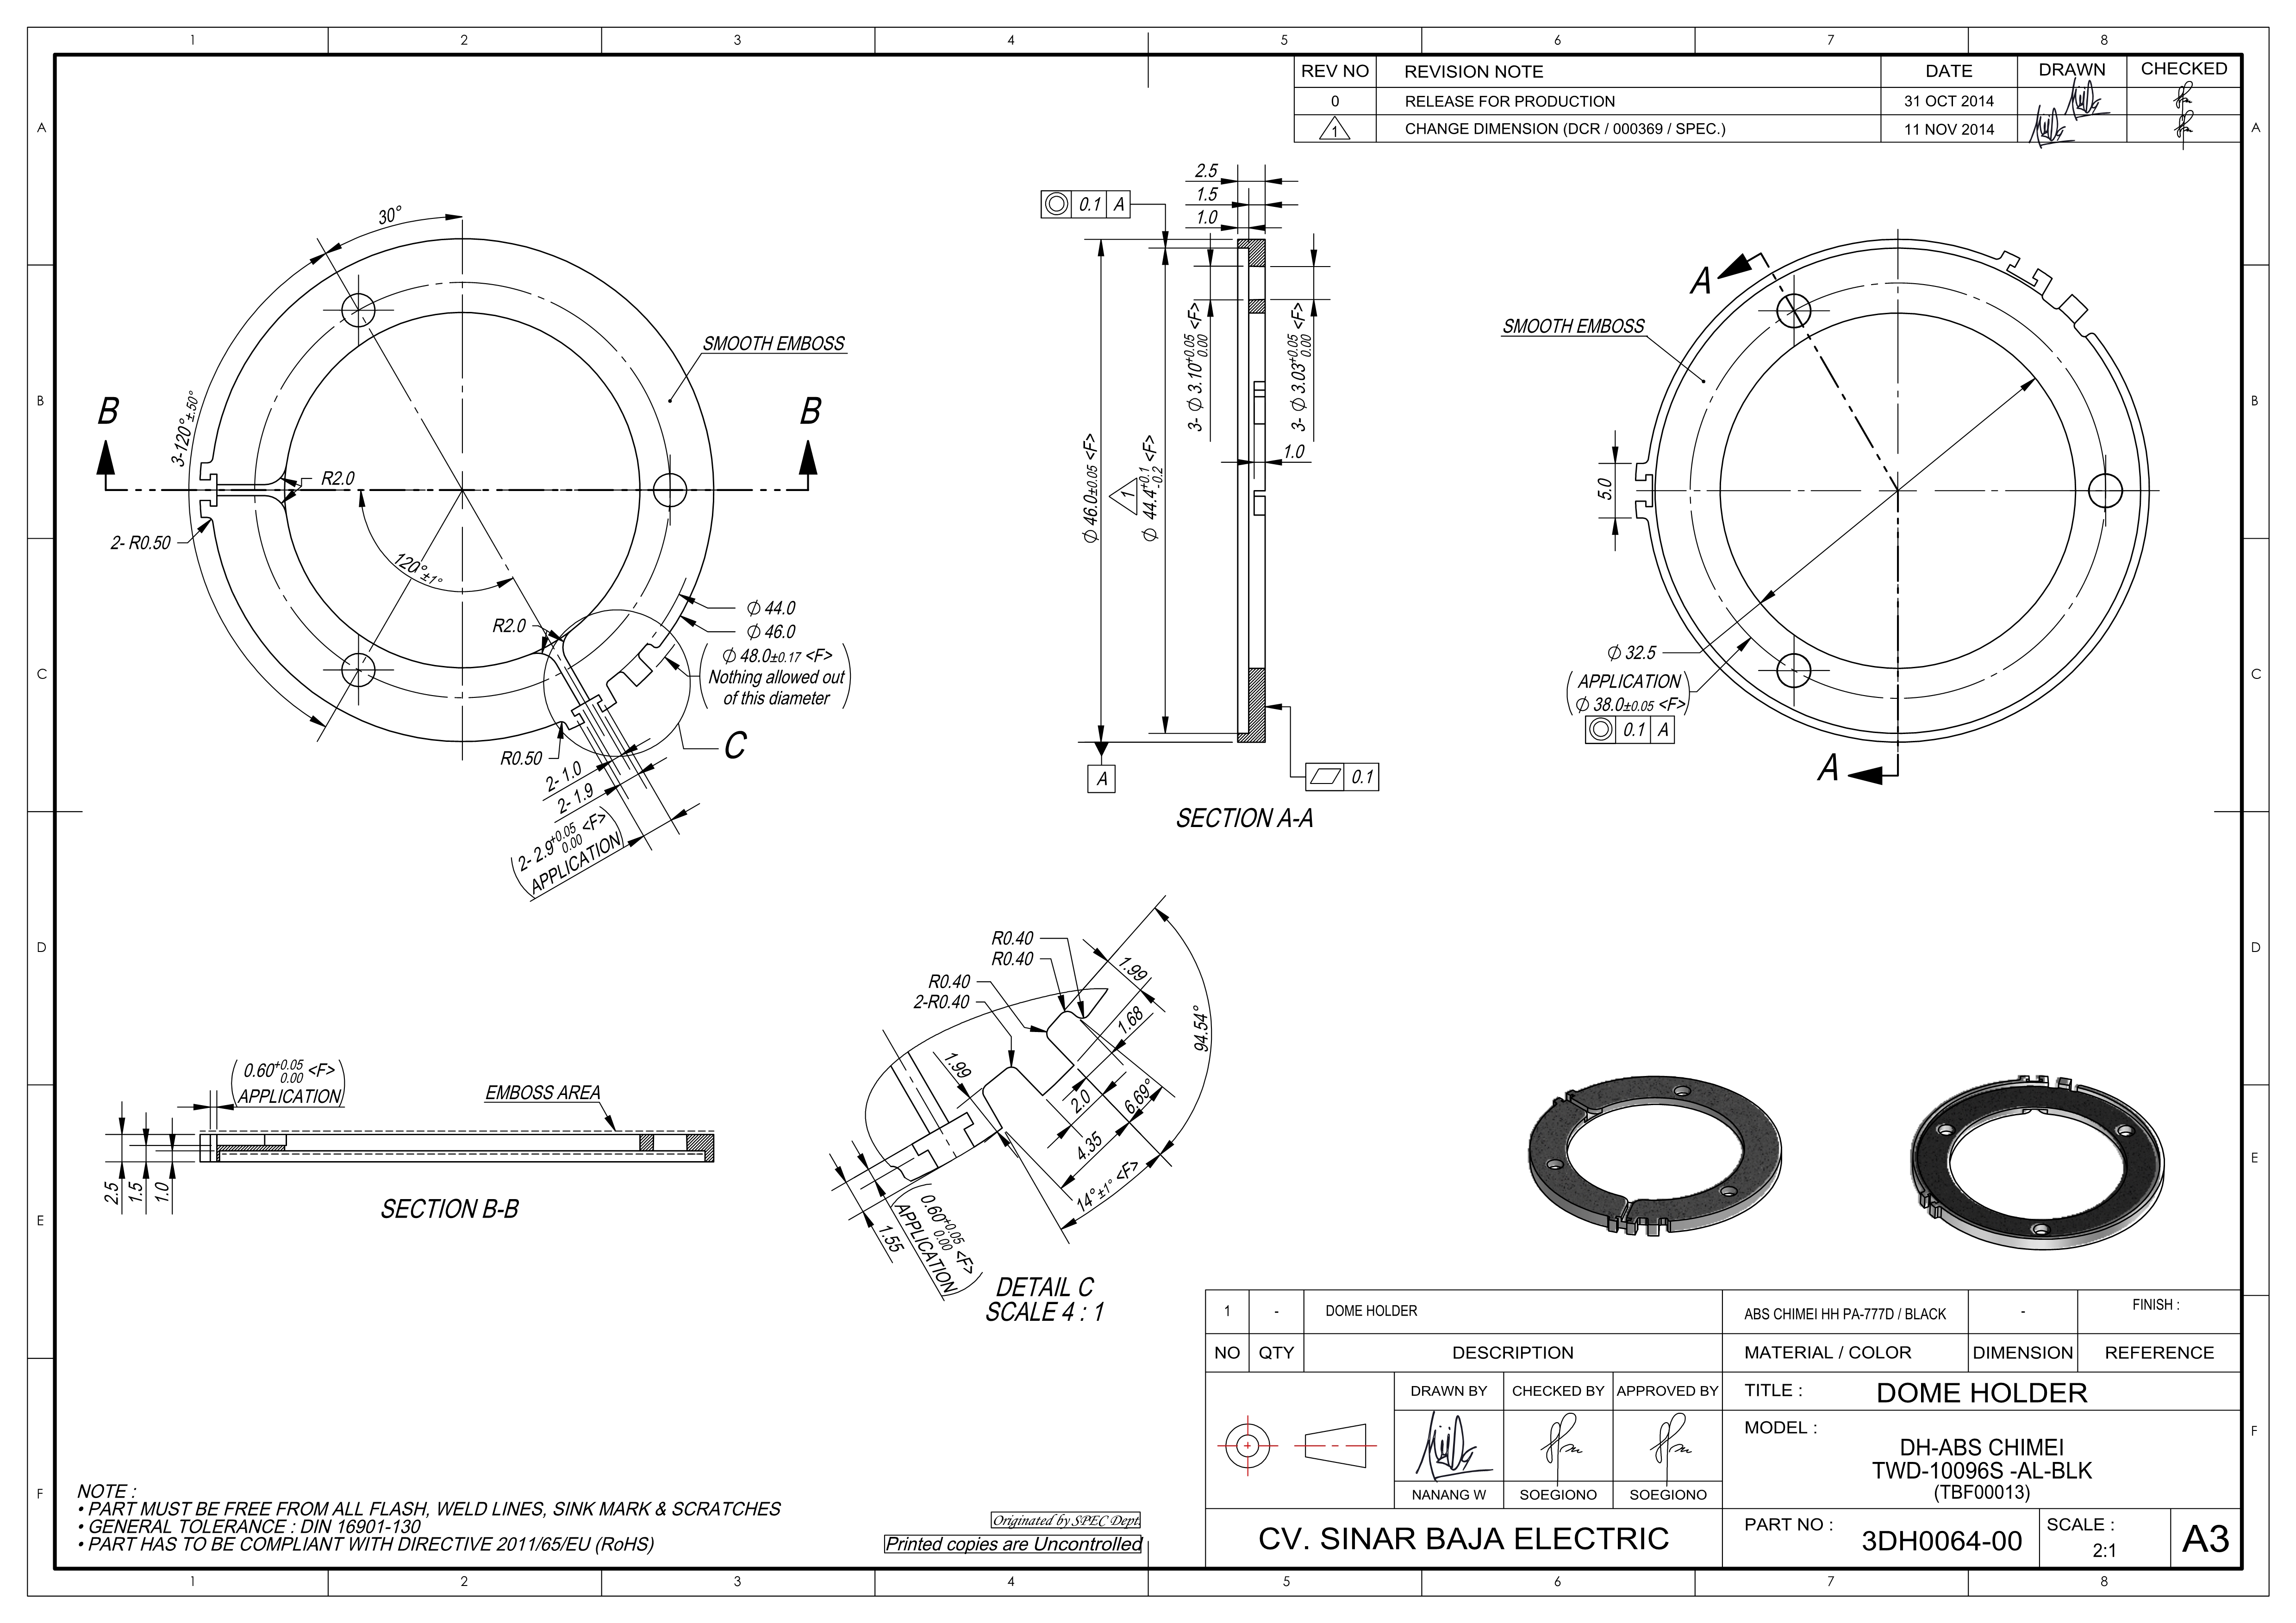 1 2 3 4 5 6 7 8
REV NO REVISION NOTE DATE DRAWN CHECKED
0 RELEASE FOR PRODUCTION 31 OCT 2014
1 CHANGE DIMENSION (DCR / 000369 / SPEC.) 11 NOV 2014
A
B
C
D
E
F
A
B
C
D
E
F
30°
3-120°±.50°
B
B
SMOOTH EMBOSS
R2.0
2- R0.50
120°±1°
R2.0
R0.50
Ø 44.0
Ø 46.0
Ø 48.0±0.17 <F>
Nothing allowed out
of this diameter
C
2- 1.0
2- 1.9
2- 2.9 +0.05 0.00 <F>
APPLICATION
2.5
1.5
1.0
0.1 A
3- Ø 3.10 +0.05 0.00 <F>
3- Ø 3.03 +0.05 0.00 <F>
1.0
Ø 46.0±0.05 <F>
1
Ø 44.4 +0.1 -0.2 <F>
A
0.1
SECTION A-A
A
SMOOTH EMBOSS
5.0
Ø 32.5
APPLICATION
Ø 38.0±0.05 <F>
0.1 A
A
0.60 +0.05 0.00 <F>
APPLICATION
EMBOSS AREA
2.5
1.5
1.0
SECTION B-B
R0.40
R0.40
R0.40
2-R0.40
1.99
1.68
94.54°
1.99
2.0
6.69°
4.35
14°±1° <F>
0.60 +0.05 0.00 <F>
APPLICATION
1.55
DETAIL C
SCALE 4 : 1
1 - DOME HOLDER ABS CHIMEI HH PA-777D / BLACK - FINISH :
NO QTY DESCRIPTION MATERIAL / COLOR DIMENSION REFERENCE
DRAWN BY CHECKED BY APPROVED BY
NANANG W SOEGIONO SOEGIONO
TITLE : DOME HOLDER
MODEL :
DH-ABS CHIMEI
TWD-10096S -AL-BLK
(TBF00013)
CV. SINAR BAJA ELECTRIC
PART NO : 3DH0064-00
SCALE :
2:1
A3
NOTE :
• PART MUST BE FREE FROM ALL FLASH, WELD LINES, SINK MARK & SCRATCHES
• GENERAL TOLERANCE : DIN 16901-130
• PART HAS TO BE COMPLIANT WITH DIRECTIVE 2011/65/EU (RoHS)
Originated by SPEC Dept.
Printed copies are Uncontrolled
1 2 3 4 5 6 7 8